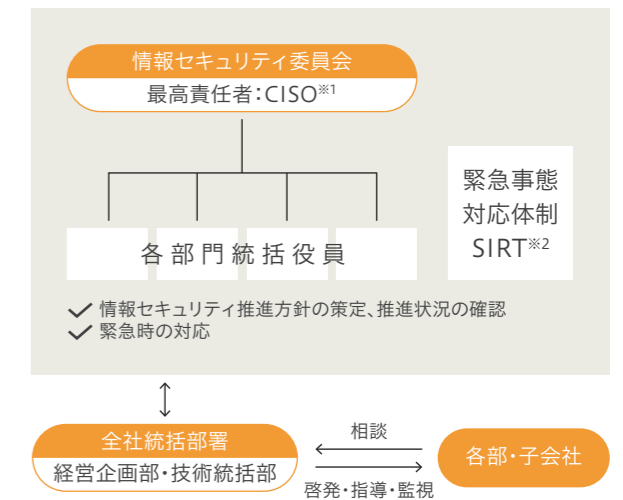 情報セキュリティ委員会
最高責任者:CISO※1
各部門統括役員
緊急事態
対応体制
SIRT※2
情報セキュリティ推進方針の策定、推進状況の確認
緊急時の対応
全社統括部署
経営企画部・技術統括部
相談
啓発・指導・監視
各部・子会社